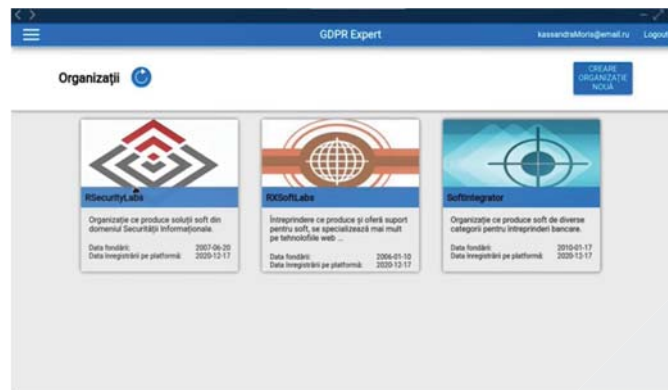 GDPR Expert
kassandraMoris@email.ru
Logout
Organizații
CREARE
ORGANIZAȚIE
NOUĂ
RSecurityLabs
Organizație ce produce soluții soft din
domeniul Securității Informaționale.
Data fondării: 2007-06-20
Data înregistrării pe platformă: 2020-12-17
RXSoftLabs
Întreprindere ce produce și oferă suport
pentru soft, se specializează mai mult
pe tehnolofiile web ...
Data fondării: 2006-01-10
Data înregistrării pe platformă: 2020-12-17
Softintegrator
Organizație ce produce soft de diverse
categorii pentru întreprinderi bancare.
Data fondării: 2010-01-17
Data înregistrării pe platformă: 2020-12-17